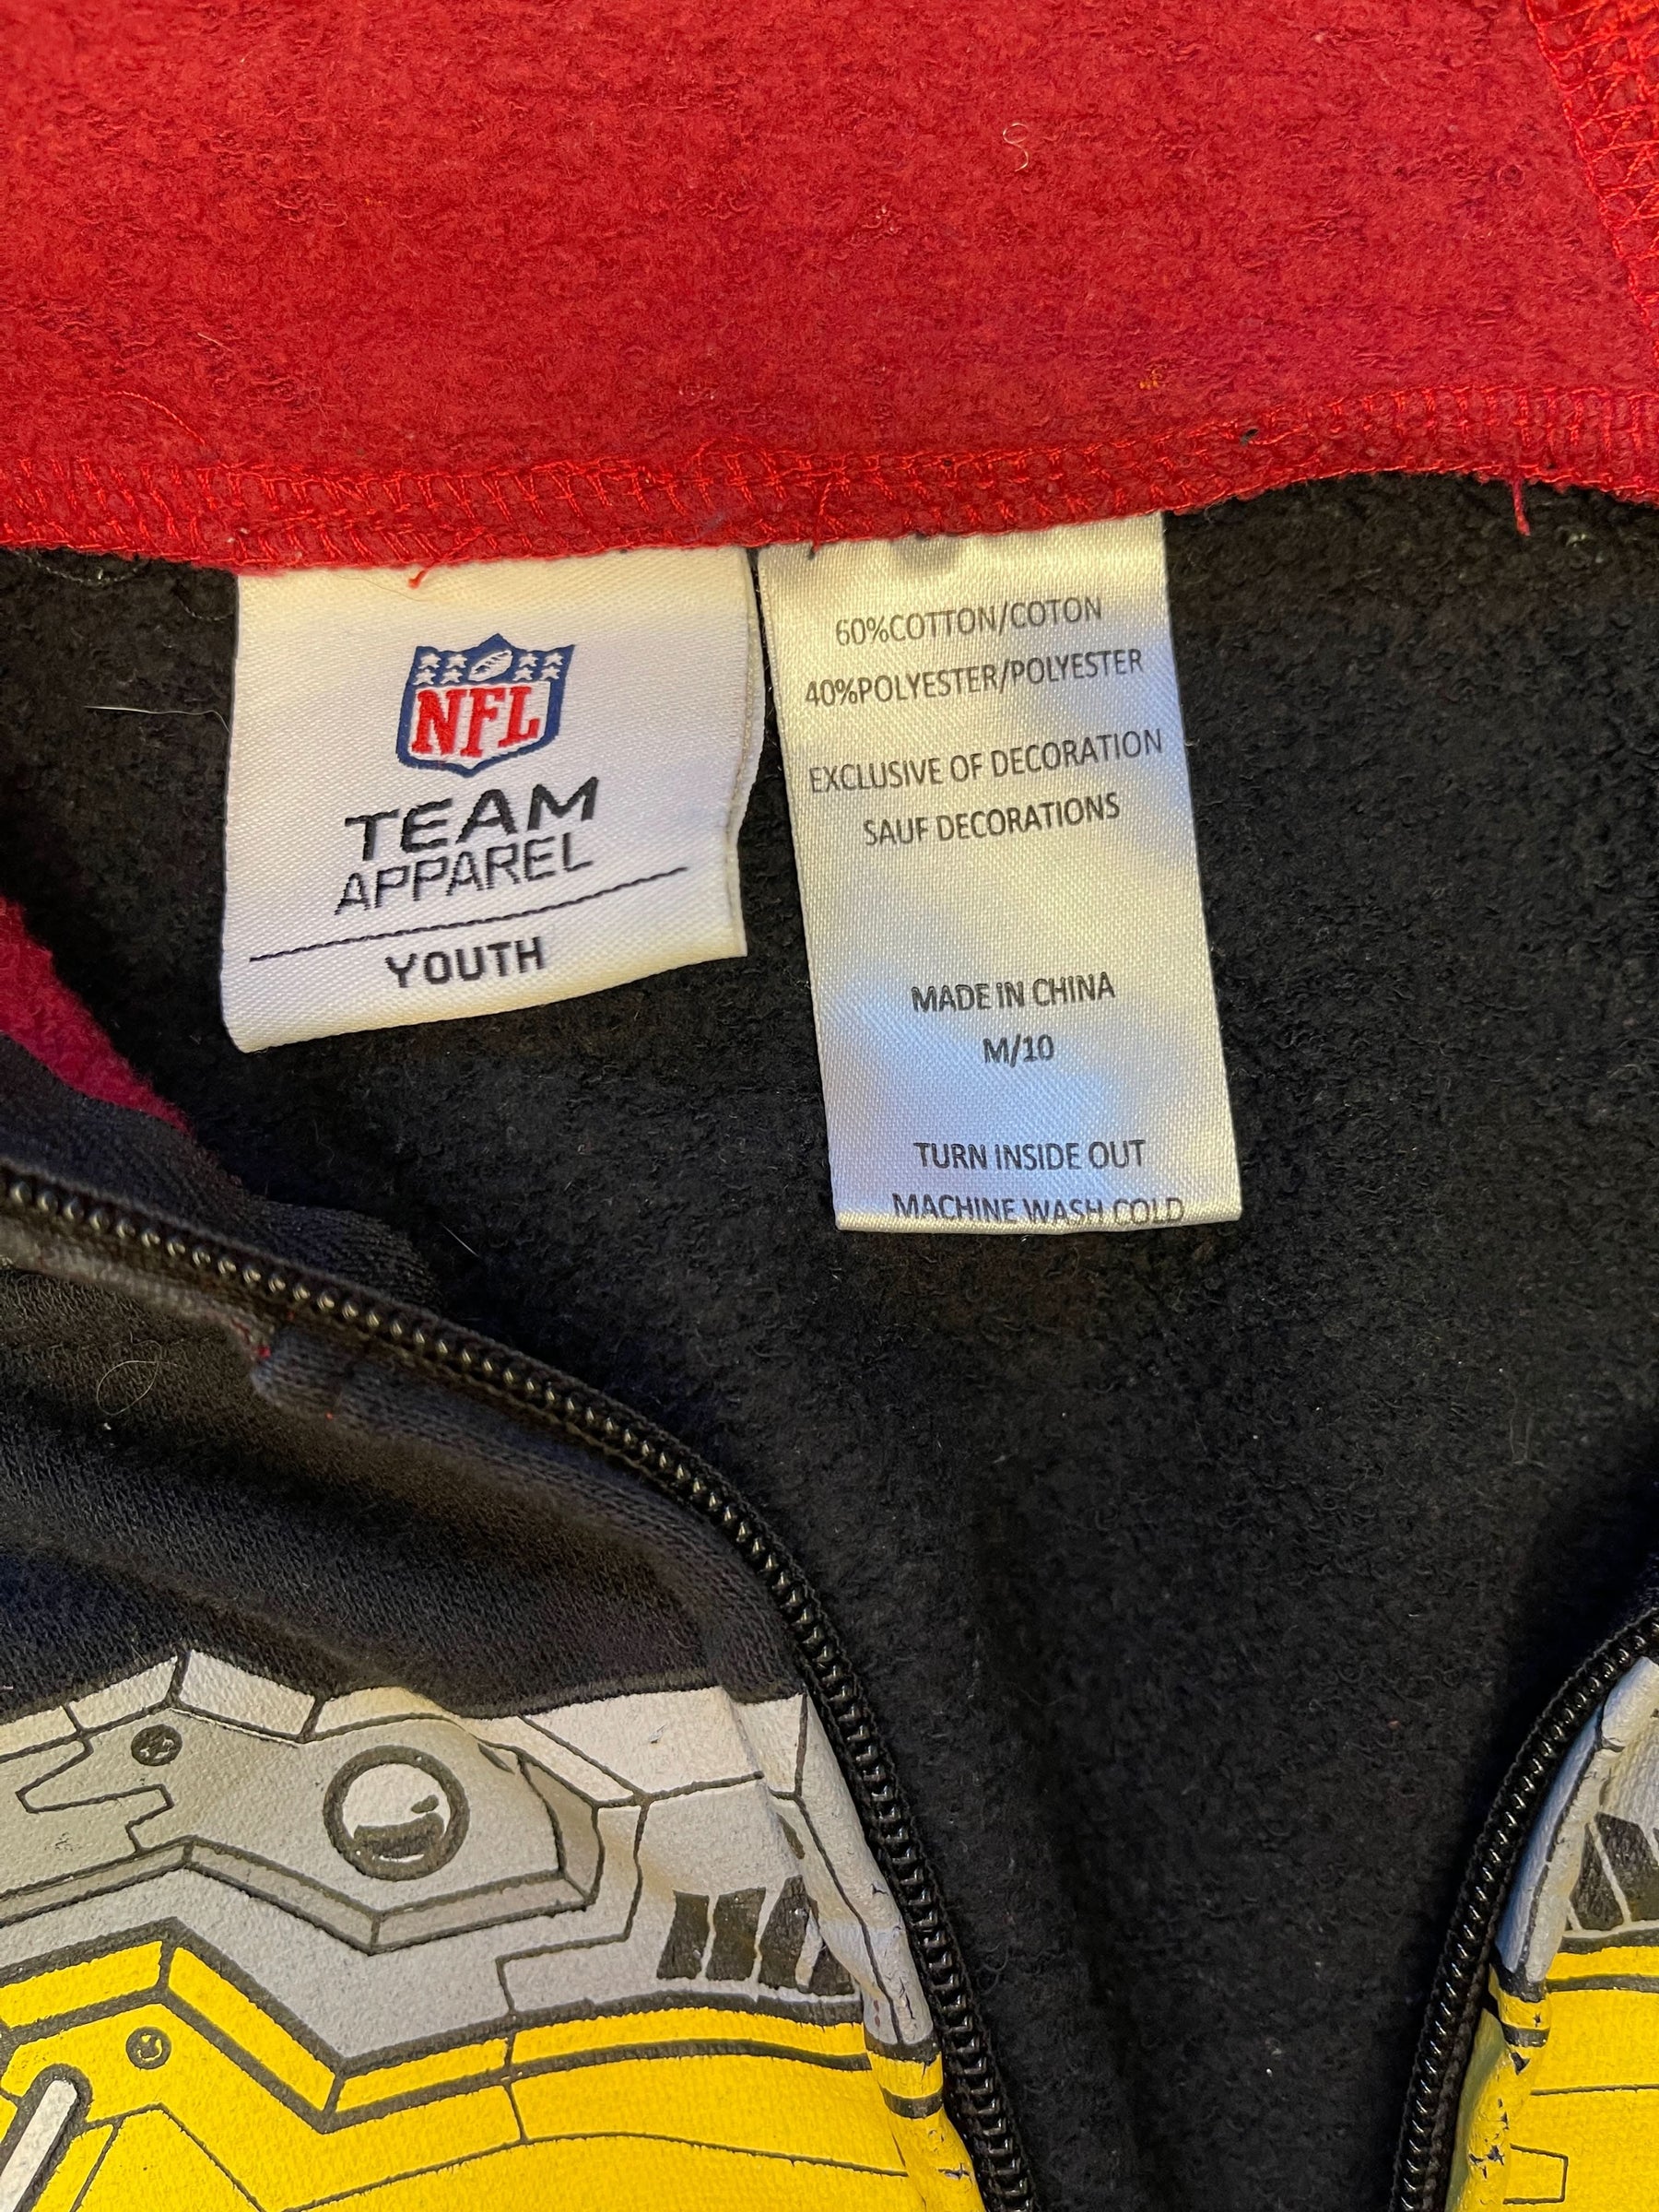 NFL
TEAM
APPAREL
YOUTH
60%COTTON/COTON
40%POLYESTER/POLYESTER
EXCLUSIVE OF DECORATION
SAUF DECORATIONS
MADE IN CHINA
M/10
TURN INSIDE OUT
MACHINE WASH COLD